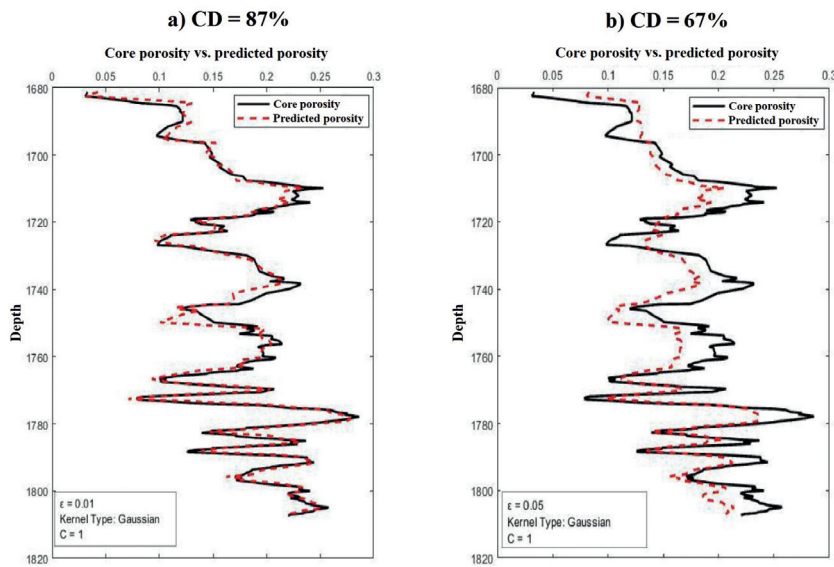 a) CD = 87%
Core porosity vs. predicted porosity
0 0.05 0.1 0.15 0.2 0.25 0.3
Core porosity
Predicted porosity
1680
1700
1720
1740
1760
1780
1800
1820
Depth
ε = 0.01
Kernel Type: Gaussian
C = 1
b) CD = 67%
Core porosity vs. predicted porosity
0 0.05 0.1 0.15 0.2 0.25 0.3
Core porosity
Predicted porosity
1680
1700
1720
1740
1760
1780
1800
1820
Depth
ε = 0.05
Kernel Type: Gaussian
C = 1